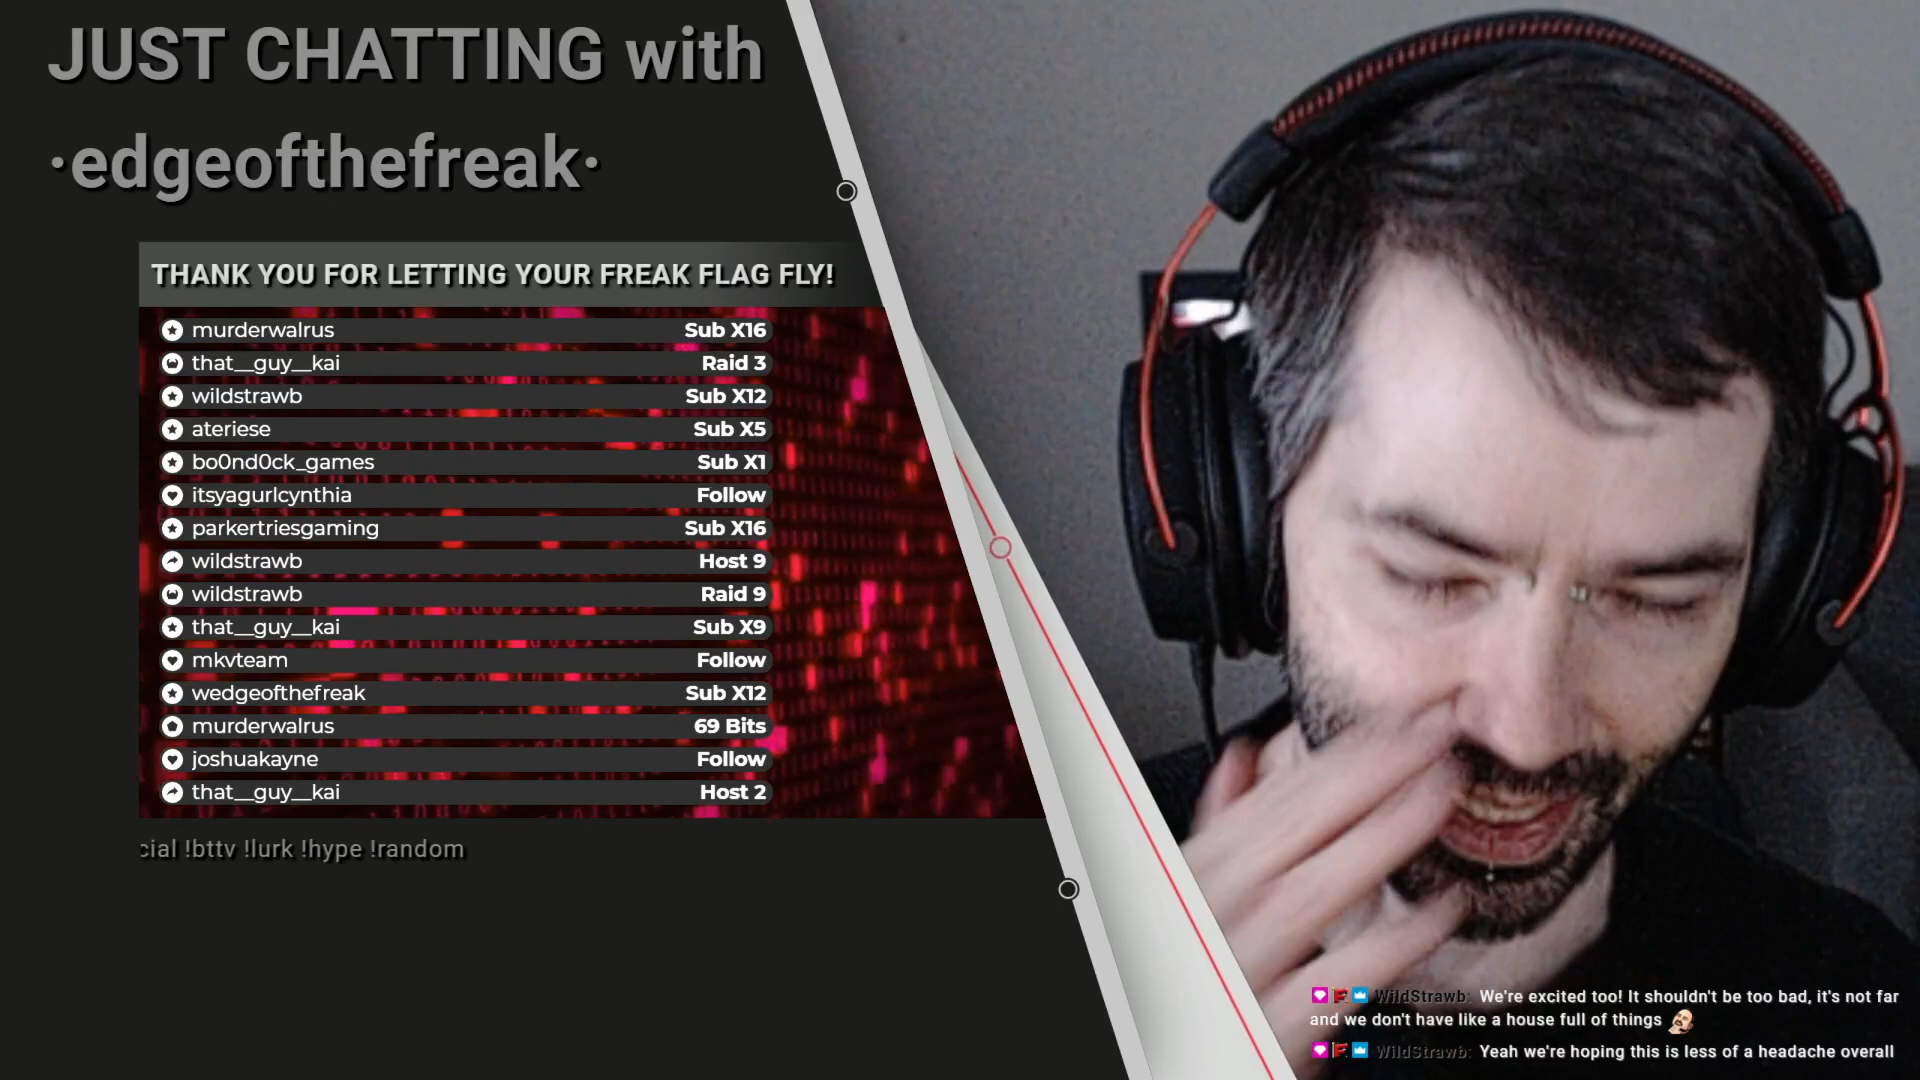 JUST CHATTING with
·edgeofthefreak·
THANK YOU FOR LETTING YOUR FREAK FLAG FLY!
murderwalrus Sub X16
that__guy__kai Raid 3
wildstrawb Sub X12
ateriese Sub X5
bo0nd0ck_games Sub X1
itsyagurlcynthia Follow
parkertriesgaming Sub X16
wildstrawb Host 9
wildstrawb Raid 9
that__guy__kai Sub X9
mkvteam Follow
wedgeofthefreak Sub X12
murderwalrus 69 Bits
joshuakayne Follow
that__guy__kai Host 2
cial !bttv !lurk !hype !random
WildStrawb: We're excited too! It shouldn't be too bad, it's not far
and we don't have like a house full of things
WildStrawb: Yeah we're hoping this is less of a headache overall